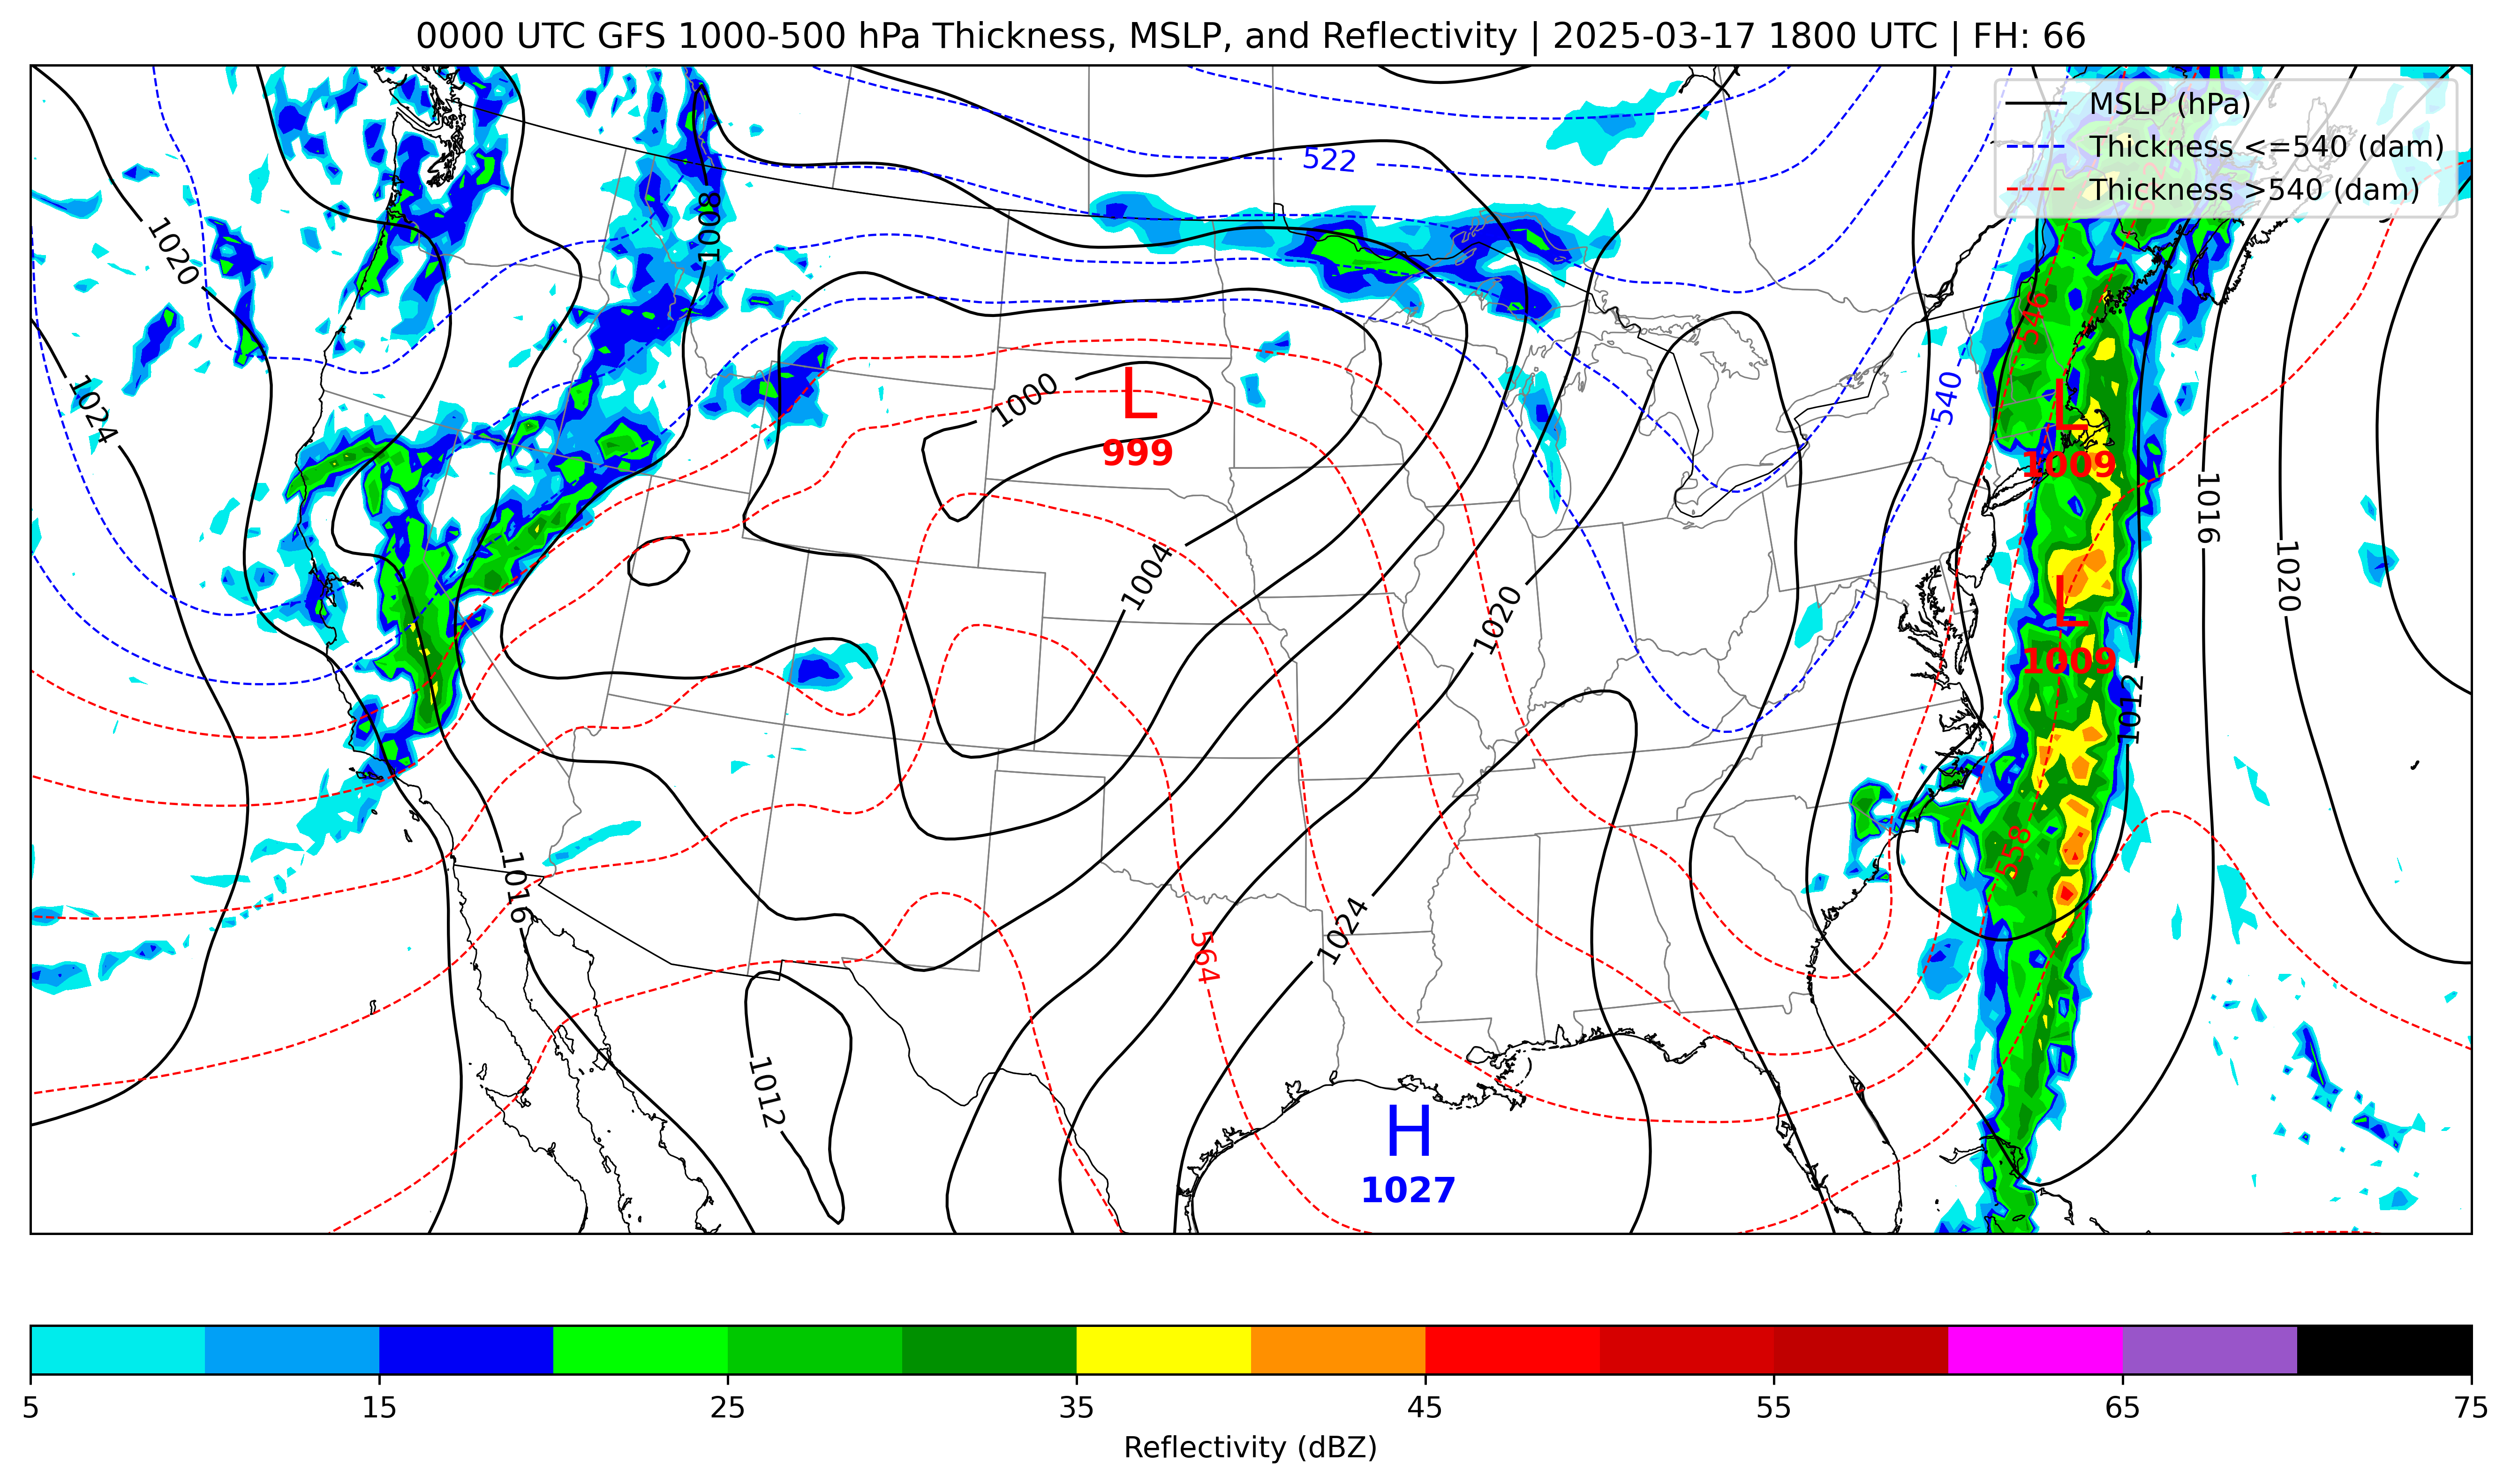 0000 UTC GFS 1000-500 hPa Thickness, MSLP, and Reflectivity | 2025-03-17 1800 UTC | FH: 66
MSLP (hPa)
Thickness <=540 (dam)
Thickness >540 (dam)
522
1008
1020
546
1024
1000
L
999
540
L
1009
1016
1020
1004
1020
L
1009
1012
558
1016
1024
564
1012
H
1027
5 15 25 35 45 55 65 75
Reflectivity (dBZ)